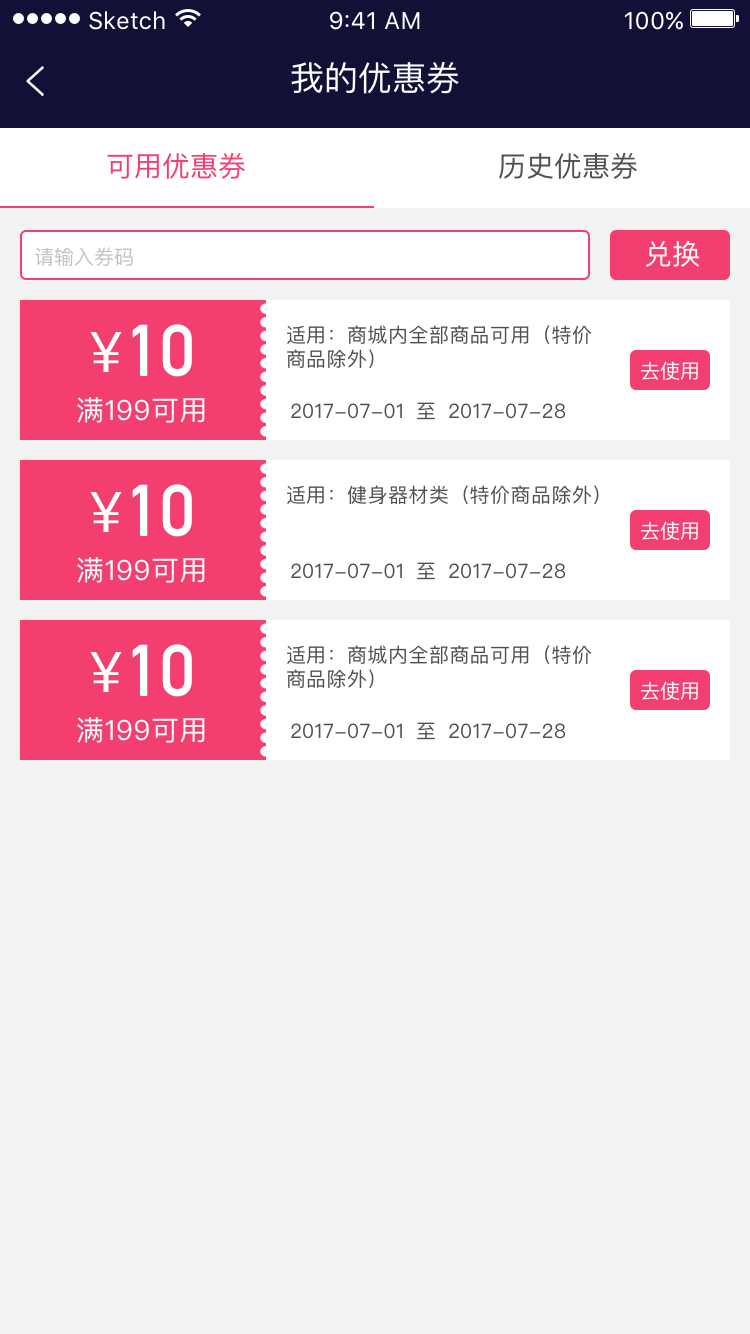 Sketch 9:41 AM 100%
我的优惠券
可用优惠券 历史优惠券
请输入券码 兑换
¥10
满199可用
适用：商城内全部商品可用（特价
商品除外）
2017-07-01 至 2017-07-28
去使用
¥10
满199可用
适用：健身器材类（特价商品除外）
2017-07-01 至 2017-07-28
去使用
¥10
满199可用
适用：商城内全部商品可用（特价
商品除外）
2017-07-01 至 2017-07-28
去使用